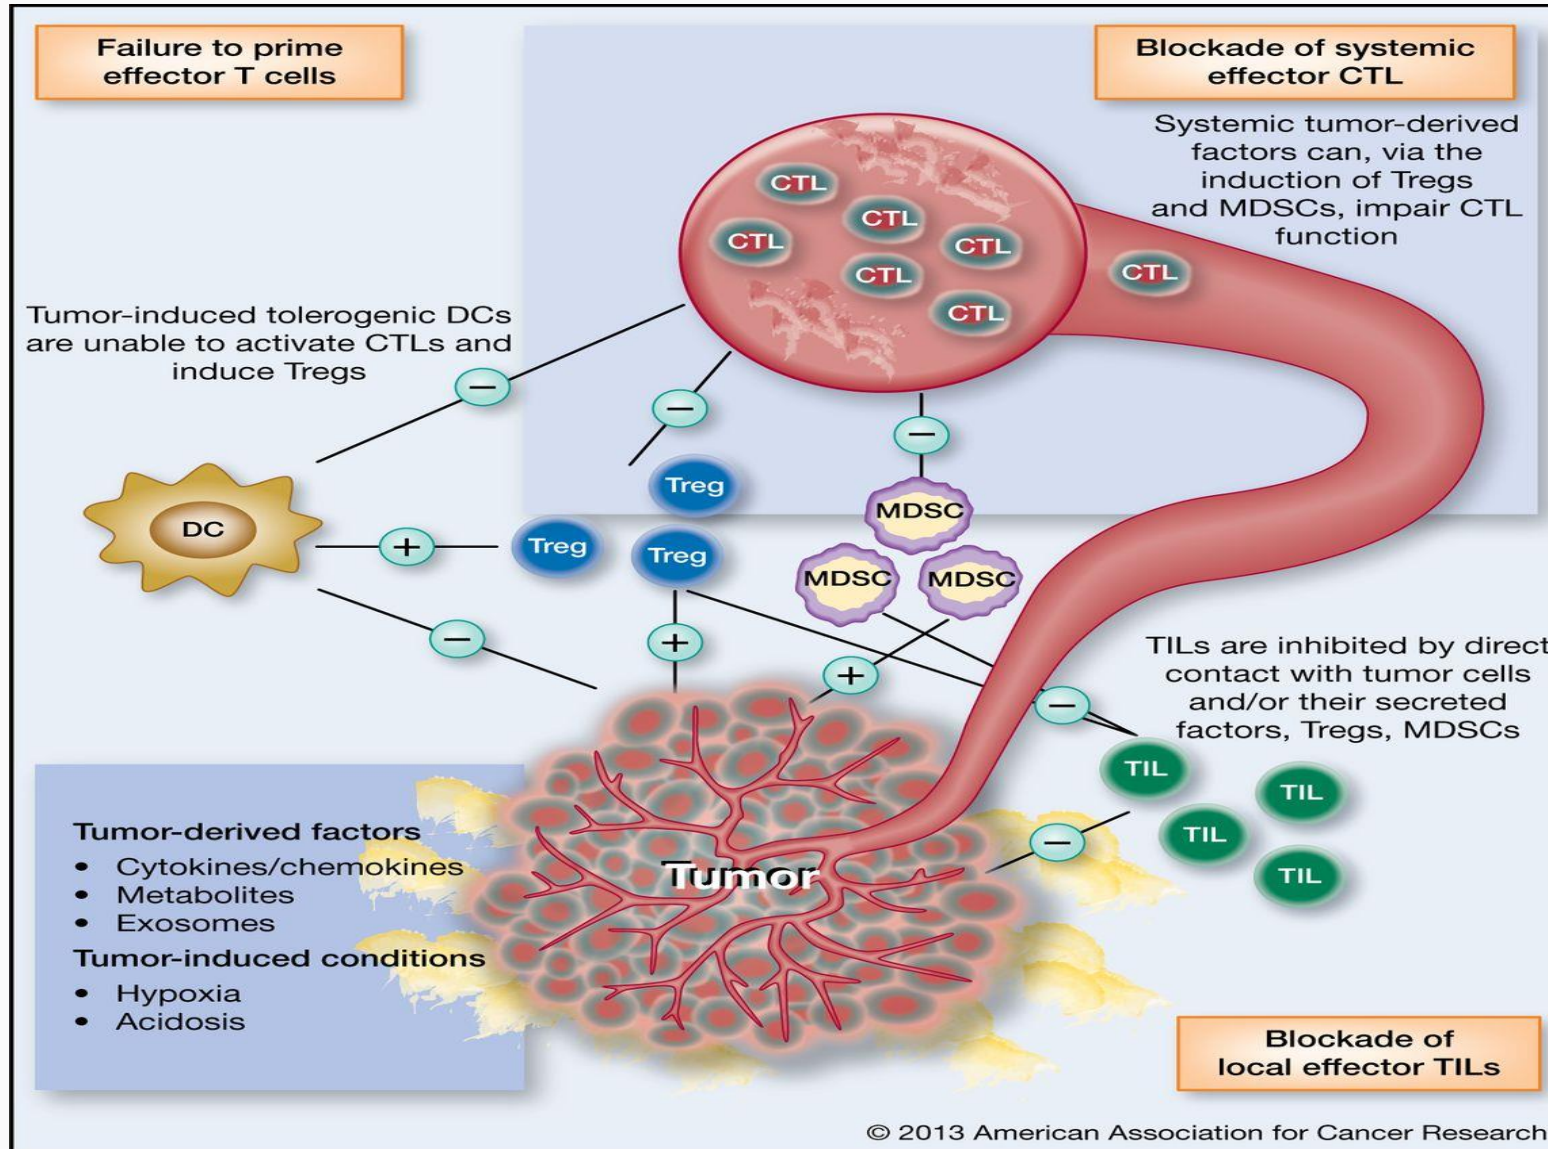 Failure to prime
effector T cells
Blockade of systemic
effector CTL
Systemic tumor-derived
factors can, via the
induction of Tregs
and MDSCs, impair CTL
function
CTL
CTL
CTL
CTL
CTL
CTL
CTL
Tumor-induced tolerogenic DCs
are unable to activate CTLs and
induce Tregs
−
−
−
Treg
MDSC
DC
+
Treg
Treg
MDSC
MDSC
−
+
+
TILs are inhibited by direct
contact with tumor cells
and/or their secreted
factors, Tregs, MDSCs
−
TIL
TIL
TIL
TIL
−
Tumor
Tumor-derived factors
• Cytokines/chemokines
• Metabolites
• Exosomes
Tumor-induced conditions
• Hypoxia
• Acidosis
Blockade of
local effector TILs
© 2013 American Association for Cancer Research